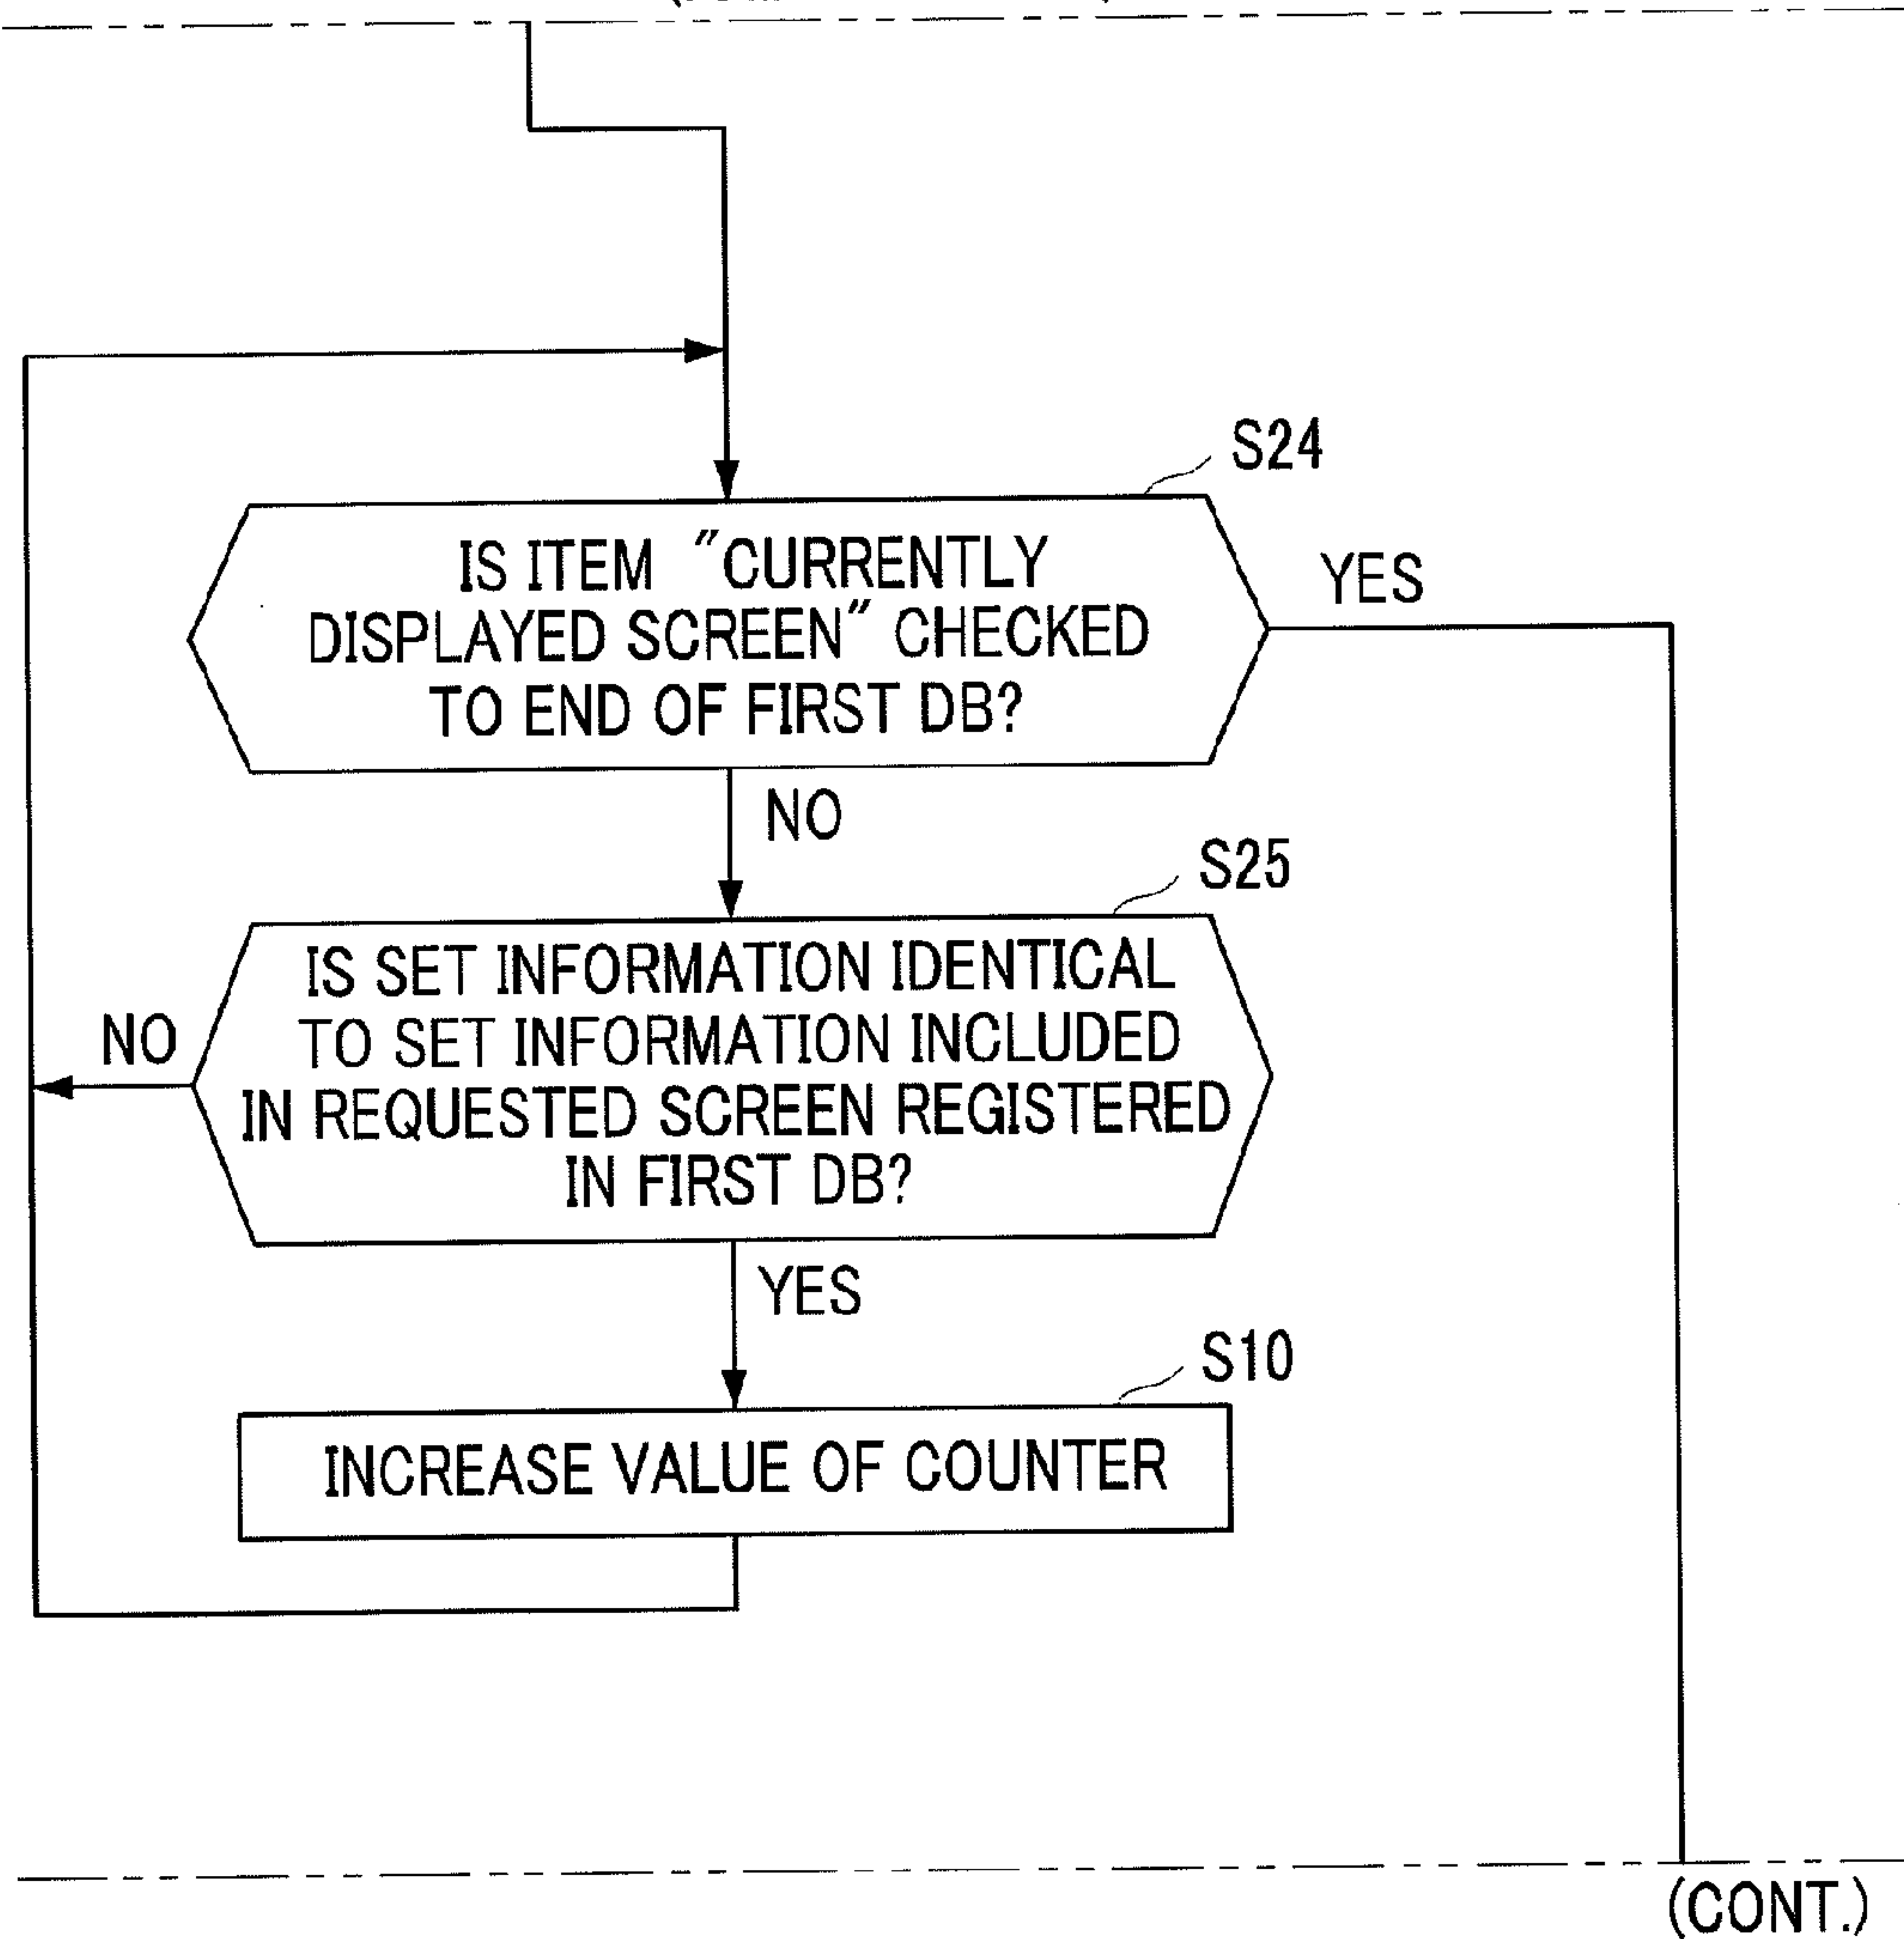 S24
IS ITEM "CURRENTLY
DISPLAYED SCREEN" CHECKED
TO END OF FIRST DB?
YES
NO
S25
IS SET INFORMATION IDENTICAL
TO SET INFORMATION INCLUDED
IN REQUESTED SCREEN REGISTERED
IN FIRST DB?
NO
YES
S10
INCREASE VALUE OF COUNTER
(CONT.)